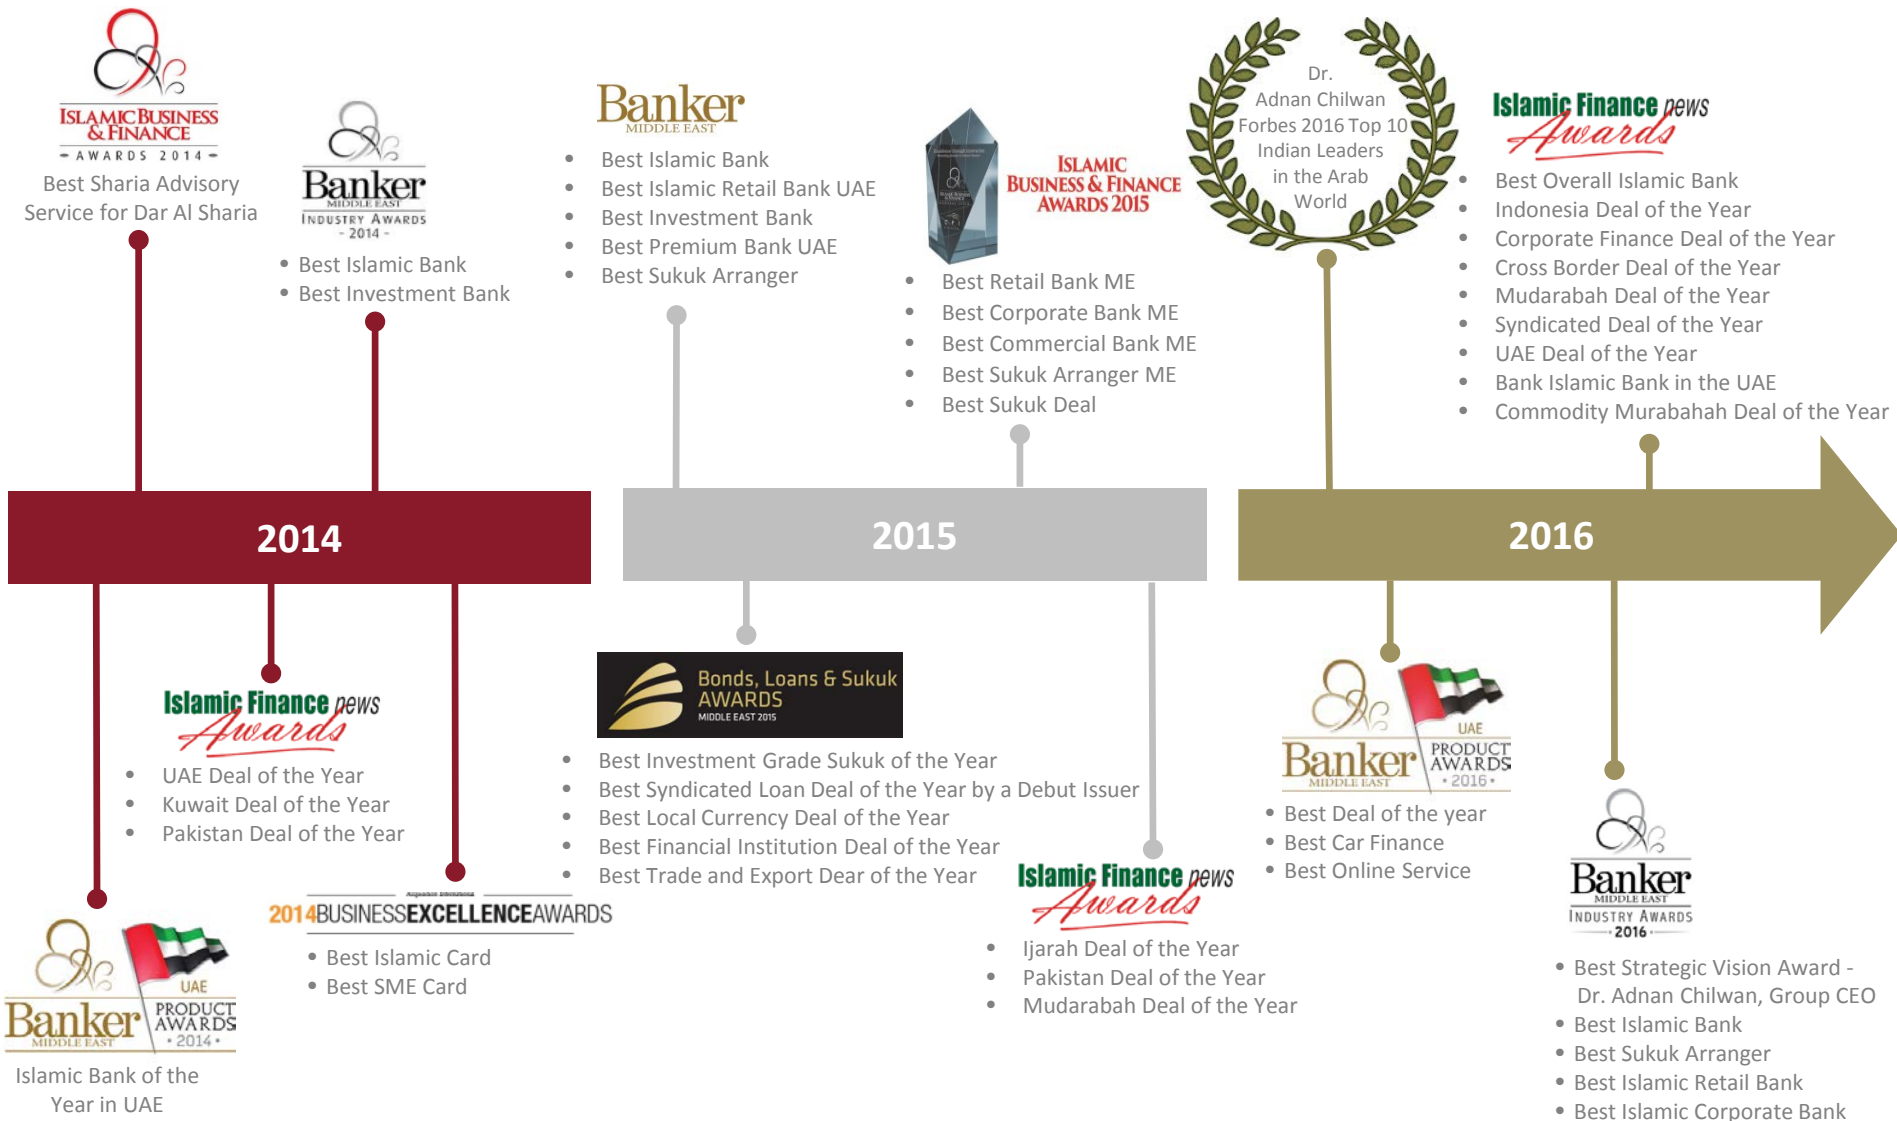 ISLAMIC BUSINESS
& FINANCE
AWARDS 2014
Best Sharia Advisory
Service for Dar Al Sharia
Banker
MIDDLE EAST
INDUSTRY AWARDS
- 2014 -
• Best Islamic Bank
• Best Investment Bank
Banker
MIDDLE EAST
• Best Islamic Bank
• Best Islamic Retail Bank UAE
• Best Investment Bank
• Best Premium Bank UAE
• Best Sukuk Arranger
ISLAMIC
BUSINESS & FINANCE
AWARDS 2015
• Best Retail Bank ME
• Best Corporate Bank ME
• Best Commercial Bank ME
• Best Sukuk Arranger ME
• Best Sukuk Deal
Dr.
Adnan Chilwan
Forbes 2016 Top 10
Indian Leaders
in the Arab
World
Islamic Finance news
Awards
• Best Overall Islamic Bank
• Indonesia Deal of the Year
• Corporate Finance Deal of the Year
• Cross Border Deal of the Year
• Mudarabah Deal of the Year
• Syndicated Deal of the Year
• UAE Deal of the Year
• Bank Islamic Bank in the UAE
• Commodity Murabahah Deal of the Year
2014
2015
2016
Islamic Finance news
Awards
• UAE Deal of the Year
• Kuwait Deal of the Year
• Pakistan Deal of the Year
Banker
MIDDLE EAST
UAE
PRODUCT
AWARDS
• 2014 •
Islamic Bank of the
Year in UAE
2014BUSINESSEXCELLENCEAWARDS
• Best Islamic Card
• Best SME Card
Bonds, Loans & Sukuk
AWARDS
MIDDLE EAST 2015
• Best Investment Grade Sukuk of the Year
• Best Syndicated Loan Deal of the Year by a Debut Issuer
• Best Local Currency Deal of the Year
• Best Financial Institution Deal of the Year
• Best Trade and Export Dear of the Year
Islamic Finance news
Awards
• Ijarah Deal of the Year
• Pakistan Deal of the Year
• Mudarabah Deal of the Year
Banker
MIDDLE EAST
UAE
PRODUCT
AWARDS
• 2016 •
• Best Deal of the year
• Best Car Finance
• Best Online Service
Banker
MIDDLE EAST
INDUSTRY AWARDS
2016
• Best Strategic Vision Award -
Dr. Adnan Chilwan, Group CEO
• Best Islamic Bank
• Best Sukuk Arranger
• Best Islamic Retail Bank
• Best Islamic Corporate Bank